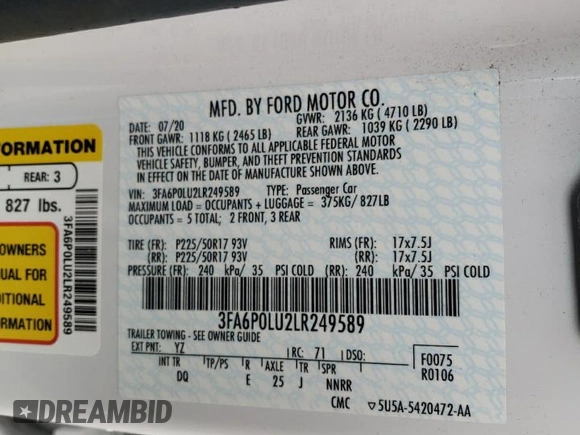 MFD. BY FORD MOTOR CO.
DATE: 07/20 GVWR: 2136 KG ( 4710 LB)
FRONT GAWR: 1118 KG ( 2465 LB) REAR GAWR: 1039 KG ( 2290 LB)
THIS VEHICLE CONFORMS TO ALL APPLICABLE FEDERAL MOTOR
VEHICLE SAFETY, BUMPER, AND THEFT PREVENTION STANDARDS
IN EFFECT ON THE DATE OF MANUFACTURE SHOWN ABOVE.
VIN: 3FA6P0LU2LR249589 TYPE: Passenger Car
MAXIMUM LOAD = OCCUPANTS + LUGGAGE = 375KG/ 827LB
OCCUPANTS = 5 TOTAL; 2 FRONT, 3 REAR
TIRE (FR): P225/50R17 93V RIMS (FR): 17x7.5J
(RR): P225/50R17 93V (RR): 17x7.5J
PRESSURE (FR): 240 kPa/ 35 PSI COLD (RR): 240 kPa/ 35 PSI COLD
3FA6P0LU2LR249589
TRAILER TOWING - SEE OWNER GUIDE
EXT PNT: YZ RC: 71 DSO: F0075
INT TR TP/PS R AXLE TR SPR R0106
DQ E 25 J NNRR
CMC 5U5A-5420472-AA
FORMATION
REAR: 3
827 lbs.
OWNERS
UAL FOR
DITIONAL
FORMATION
3FA6P0LU2LR249589
DREAMBID